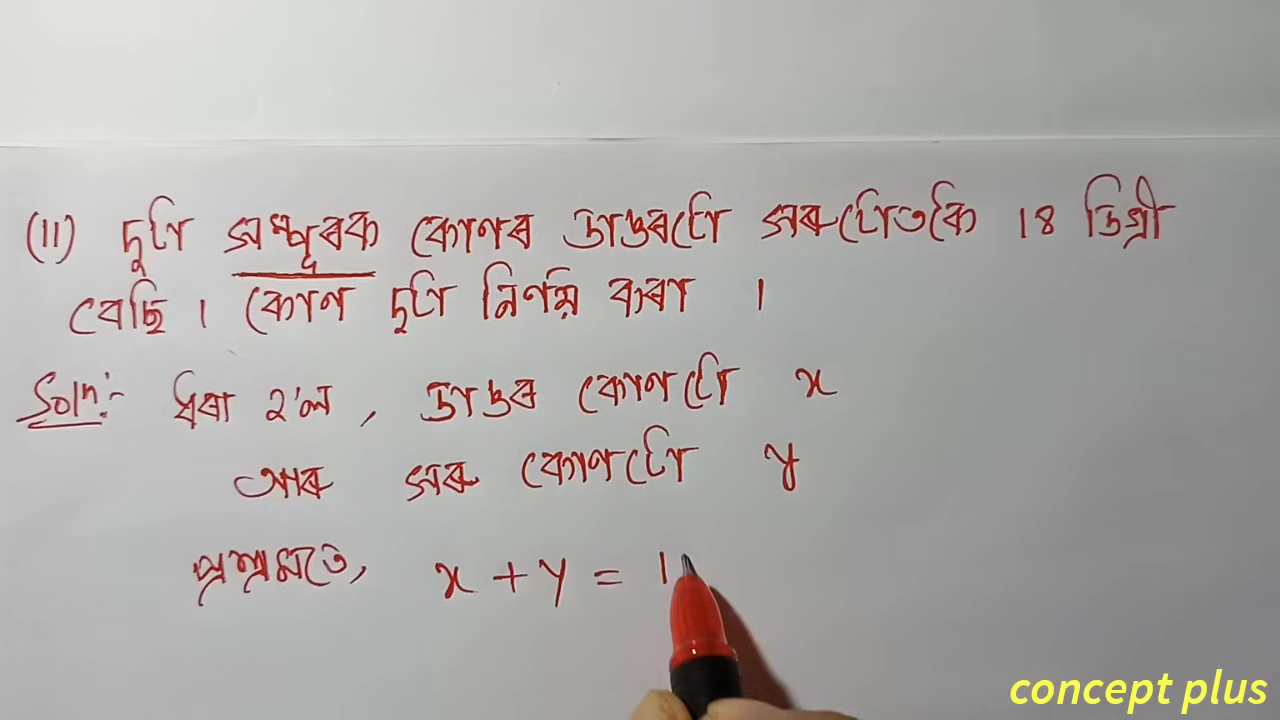 (11) দুটা সম্পূৰক কোণৰ ডাঙৰটো সৰুটোতকৈ 18 ডিগ্ৰী
বেছি । কোণ দুটা নিৰ্ণয় কৰা ।
Soln:- ধৰা হ'ল , ডাঙৰ কোণটো x
আৰু সৰু কোণটো y
প্ৰশ্নমতে, x + y = 1
concept plus